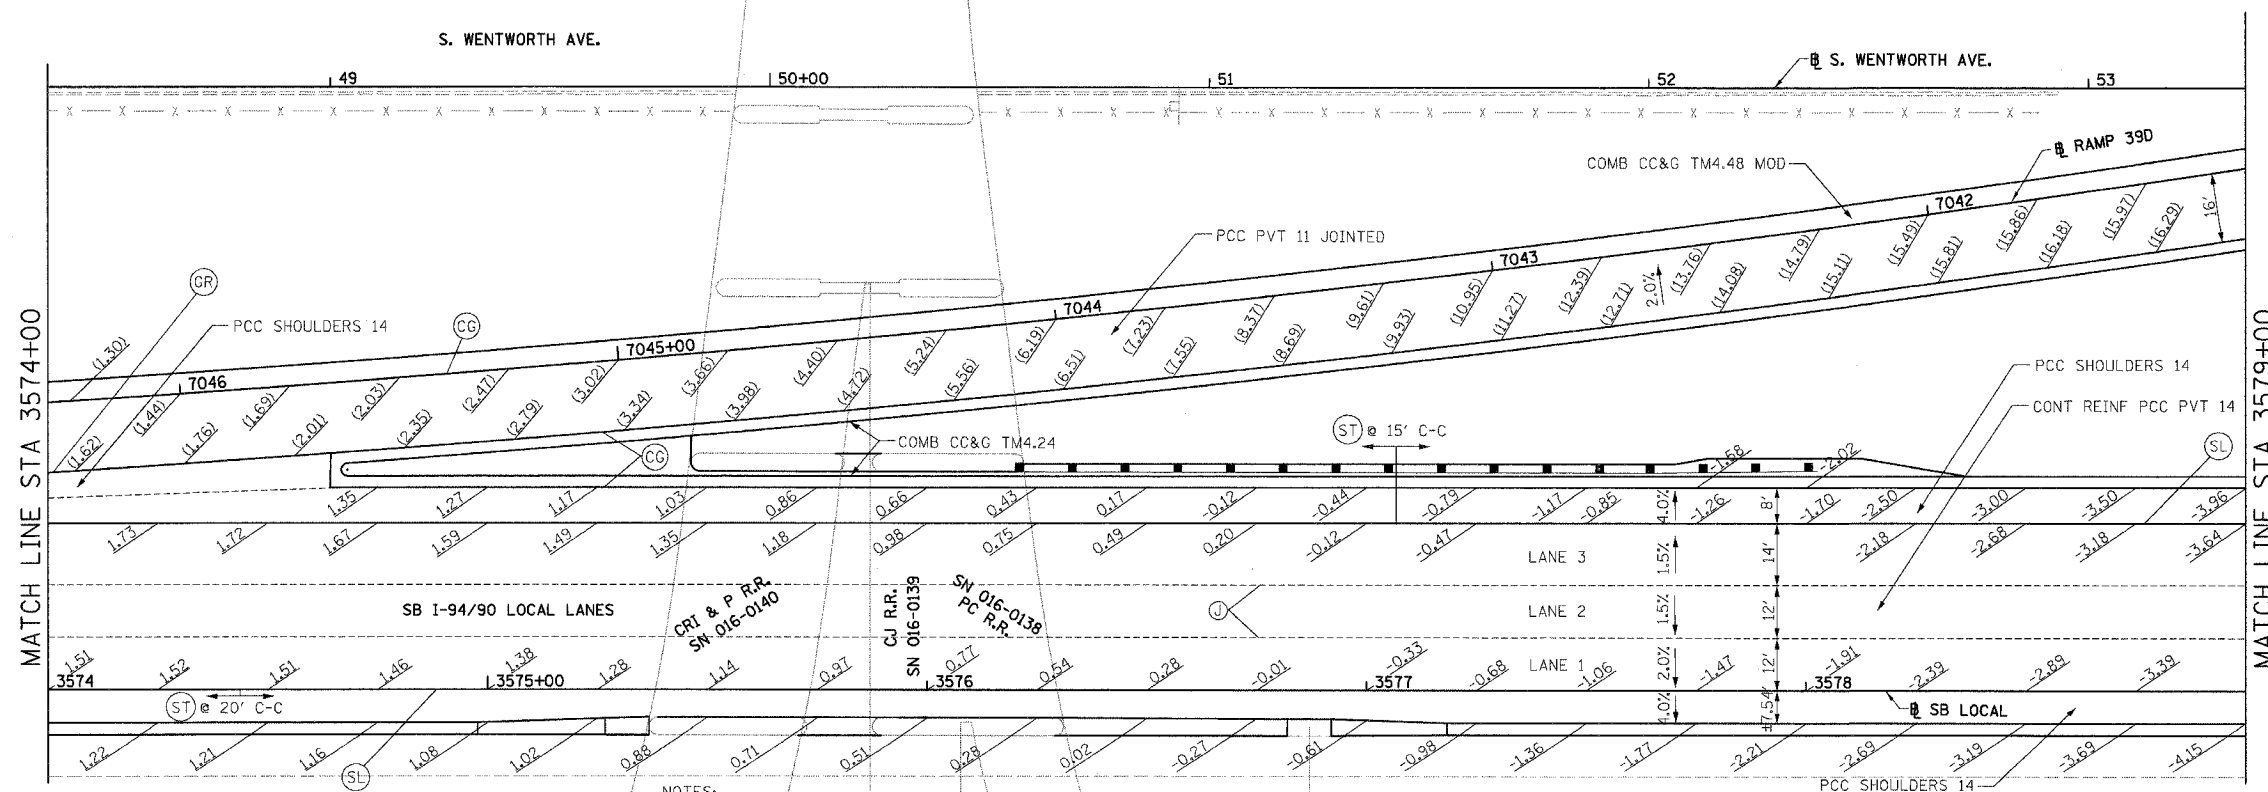 S. WENTWORTH AVE.
49
50+00
51
52
53
℄ S. WENTWORTH AVE.
COMB CC&G TM4.48 MOD
℄ RAMP 39D
PCC PVT 11 JOINTED
7042
7043
7044
7045+00
7046
16'
2.0%
GR
PCC SHOULDERS 14
CG
(1.30) (1.44) (1.69) (2.03) (2.47) (3.02) (3.66) (4.40) (5.24) (6.19) (7.23) (8.37) (9.61) (10.95) (12.39) (13.76) (14.79) (15.49) (15.86) (15.97)
(1.62) (1.76) (2.01) (2.35) (2.79) (3.34) (3.98) (4.72) (5.56) (6.51) (7.55) (8.69) (9.93) (11.27) (12.71) (14.08) (15.11) (15.81) (16.18) (16.29)
MATCH LINE STA 3574+00
MATCH LINE STA 3579+00
COMB CC&G TM4.24
CG
ST @ 15' C-C
PCC SHOULDERS 14
CONT REINF PCC PVT 14
SL
-1.58 -2.02
1.35 1.27 1.17 1.03 0.86 0.66 0.43 0.17 -0.12 -0.44 -0.79 -1.17 -0.85 -1.26 -1.70 -2.50 -3.00 -3.50 -3.96
4.0% 8'
1.73 1.72 1.67 1.59 1.49 1.35 1.18 0.98 0.75 0.49 0.20 -0.12 -0.47 -2.18 -2.68 -3.18 -3.64
LANE 3 1.5% 14'
SB I-94/90 LOCAL LANES
CRI & P R.R.
SN 016-0140
CJ R.R.
SN 016-0139
SN 016-0138
PC R.R.
J
LANE 2 1.5% 12'
LANE 1 2.0% 12'
1.51 1.52 1.51 1.46 1.38 1.28 1.14 0.97 0.77 0.54 0.28 -0.01 -0.33 -0.68 -1.06 -1.47 -1.91 -2.39 -2.89 -3.39
3574 3575+00 3576 3577 3578
ST @ 20' C-C
4.0% ±7.54'
℄ SB LOCAL
1.22 1.21 1.16 1.08 1.02 0.88 0.71 0.51 0.28 0.02 -0.27 -0.61 -0.98 -1.36 -1.77 -2.21 -2.69 -3.19 -3.69 -4.15
SL
PCC SHOULDERS 14
NOTES: